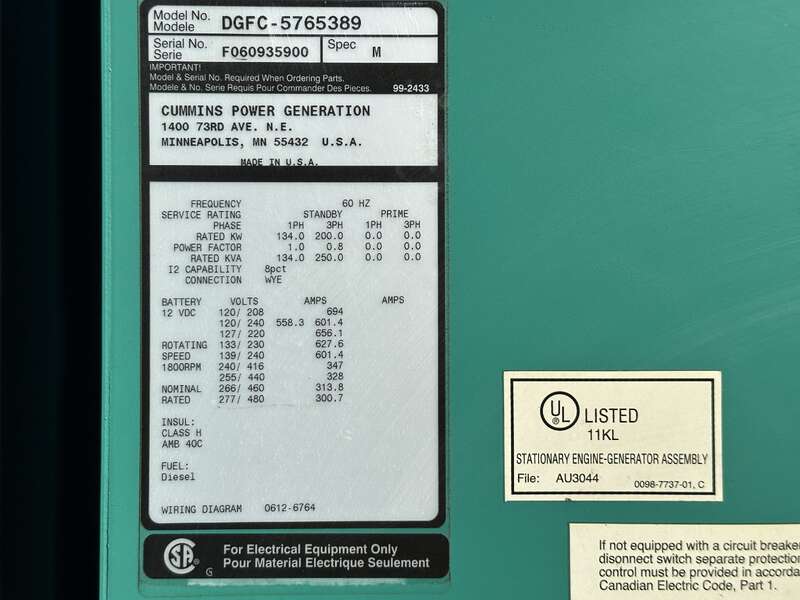 Model No. DGFC-5765389
Modele
Serial No. F060935900 Spec M
Serie
IMPORTANT!
Model & Serial No. Required When Ordering Parts.
Modele & No. Serie Requis Pour Commander Des Pieces. 99-2433
CUMMINS POWER GENERATION
1400 73RD AVE. N.E.
MINNEAPOLIS, MN 55432 U.S.A.
MADE IN U.S.A.
FREQUENCY 60 HZ
SERVICE RATING STANDBY PRIME
PHASE 1PH 3PH 1PH 3PH
RATED KW 134.0 200.0 0.0 0.0
POWER FACTOR 1.0 0.8 0.0 0.0
RATED KVA 134.0 250.0 0.0 0.0
I2 CAPABILITY 8pct
CONNECTION WYE
BATTERY VOLTS AMPS AMPS
12 VDC 120/ 208 694
120/ 240 558.3 601.4
127/ 220 656.1
ROTATING 133/ 230 627.6
SPEED 139/ 240 601.4
1800RPM 240/ 416 347
255/ 440 328
NOMINAL 266/ 460 313.8
RATED 277/ 480 300.7
INSUL:
CLASS H
AMB 40C
FUEL:
Diesel
WIRING DIAGRAM 0612-6764
SA G
For Electrical Equipment Only
Pour Material Electrique Seulement
UL ® LISTED
11KL
STATIONARY ENGINE-GENERATOR ASSEMBLY
File: AU3044 0098-7737-01, C
If not equipped with a circuit breaker
disonnect switch separate protection
control must be provided in accorda
Canadian Electric Code, Part 1.